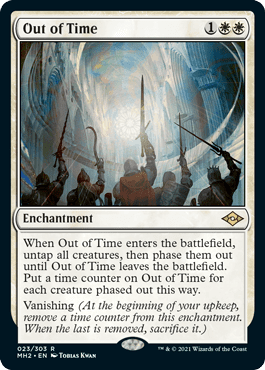 Out of Time 1
Enchantment
When Out of Time enters the battlefield,
untap all creatures, then phase them out
until Out of Time leaves the battlefield.
Put a time counter on Out of Time for
each creature phased out this way.
Vanishing (At the beginning of your upkeep,
remove a time counter from this enchantment.
When the last is removed, sacrifice it.)
023/303 R
MH2 • EN Tobias Kwan ™ & © 2021 Wizards of the Coast